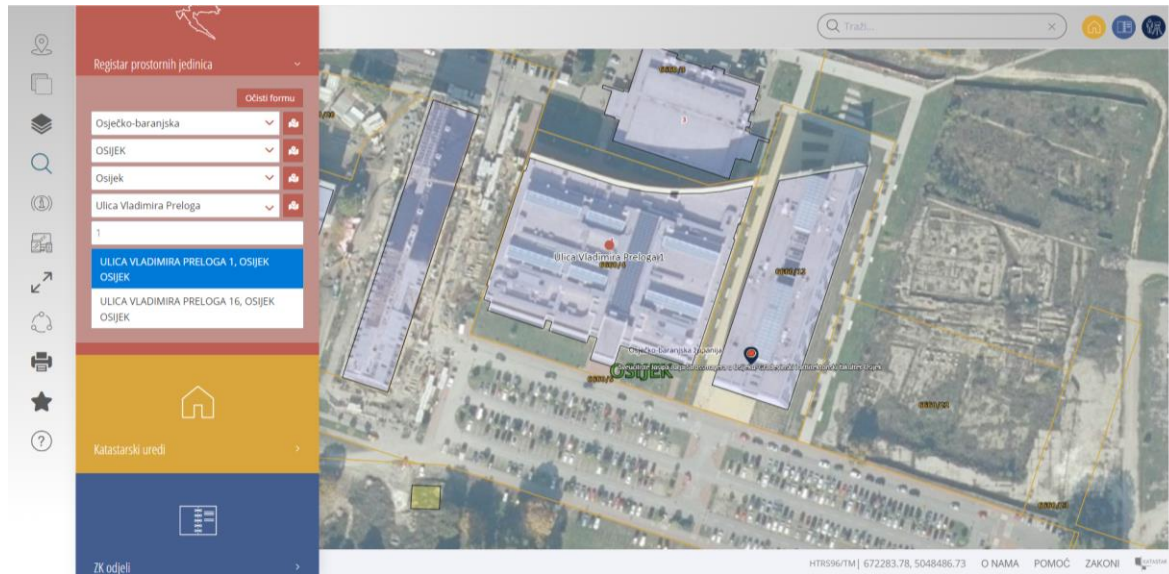 Registar prostornih jedinica
Očisti formu
Osječko-baranjska
OSIJEK
Osijek
Ulica Vladimira Preloga
1
ULICA VLADIMIRA PRELOGA 1, OSIJEK
OSIJEK
ULICA VLADIMIRA PRELOGA 16, OSIJEK
OSIJEK
Katastarski uredi
ZK odjeli
Traži...
1
Ulica Vladimira Preloga 1
Osječko-baranjska županija
OSIJEK
HTRS96/TM | 672283.78, 5048486.73 O NAMA POMOĆ ZAKONI
KATASTAR